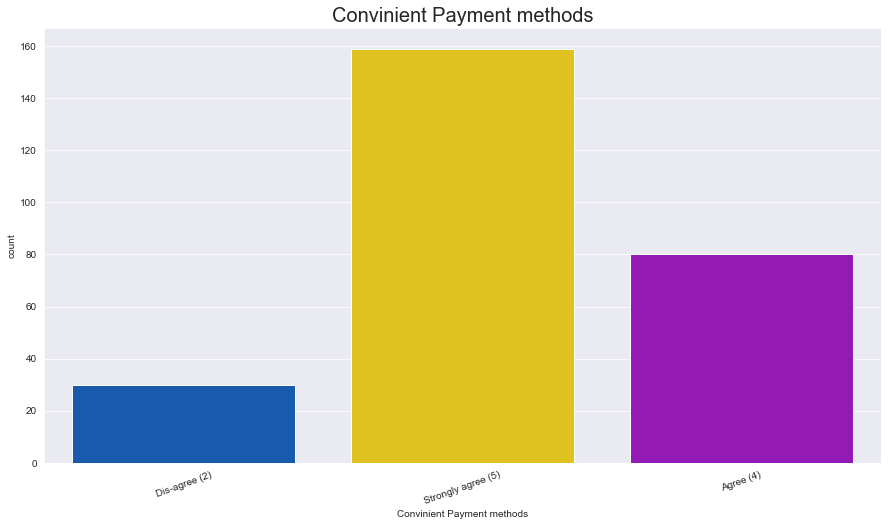 Convinient Payment methods
160
140
120
100
80
60
40
20
0
count
Dis-agree (2)
Strongly agree (5)
Agree (4)
Convinient Payment methods